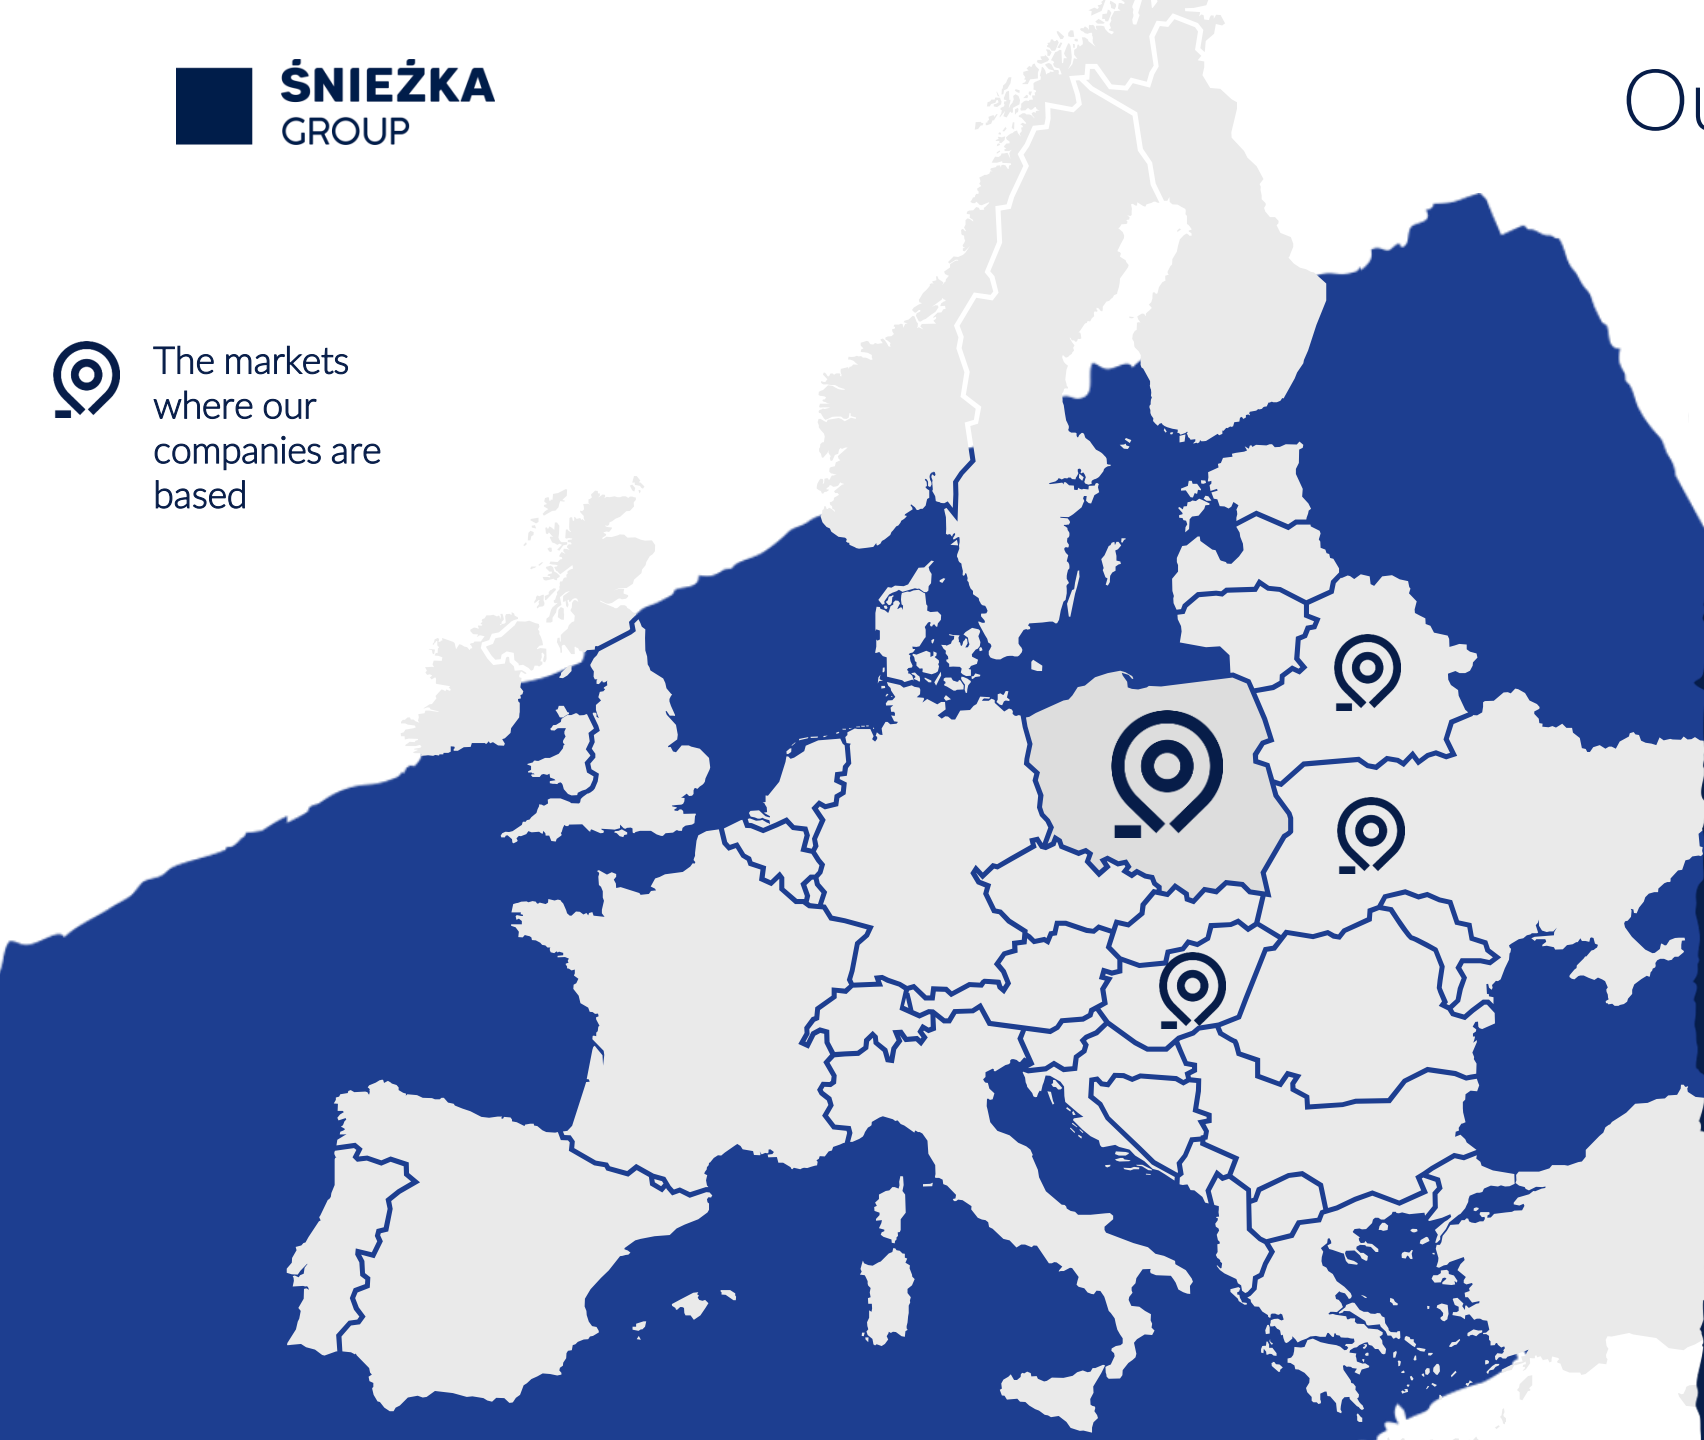 ŚNIEŻKA
GROUP
The markets
where our
companies are
based